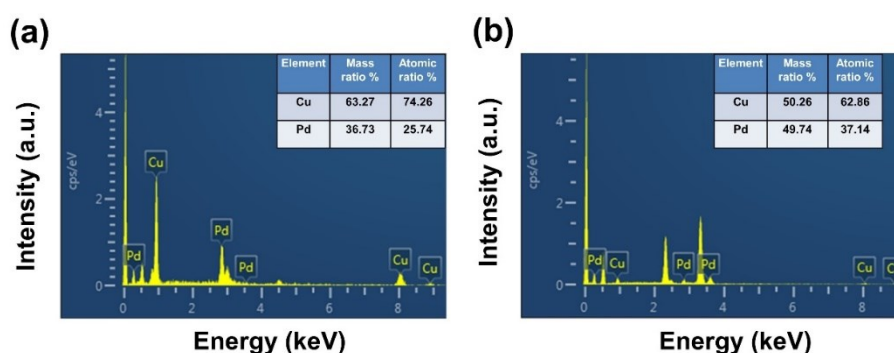 (a)
Intensity (a.u.)
cps/eV
4
2
0
Element Mass ratio % Atomic ratio %
Cu 63.27 74.26
Pd 36.73 25.74
Cu
Pd
Pd
Pd
Cu
Cu
0 2 4 6 8
Energy (keV)
(b)
Intensity (a.u.)
cps/eV
4
2
0
Element Mass ratio % Atomic ratio %
Cu 50.26 62.86
Pd 49.74 37.14
Pd
Cu
Pd
Pd
Cu
0 2 4 6 8
Energy (keV)